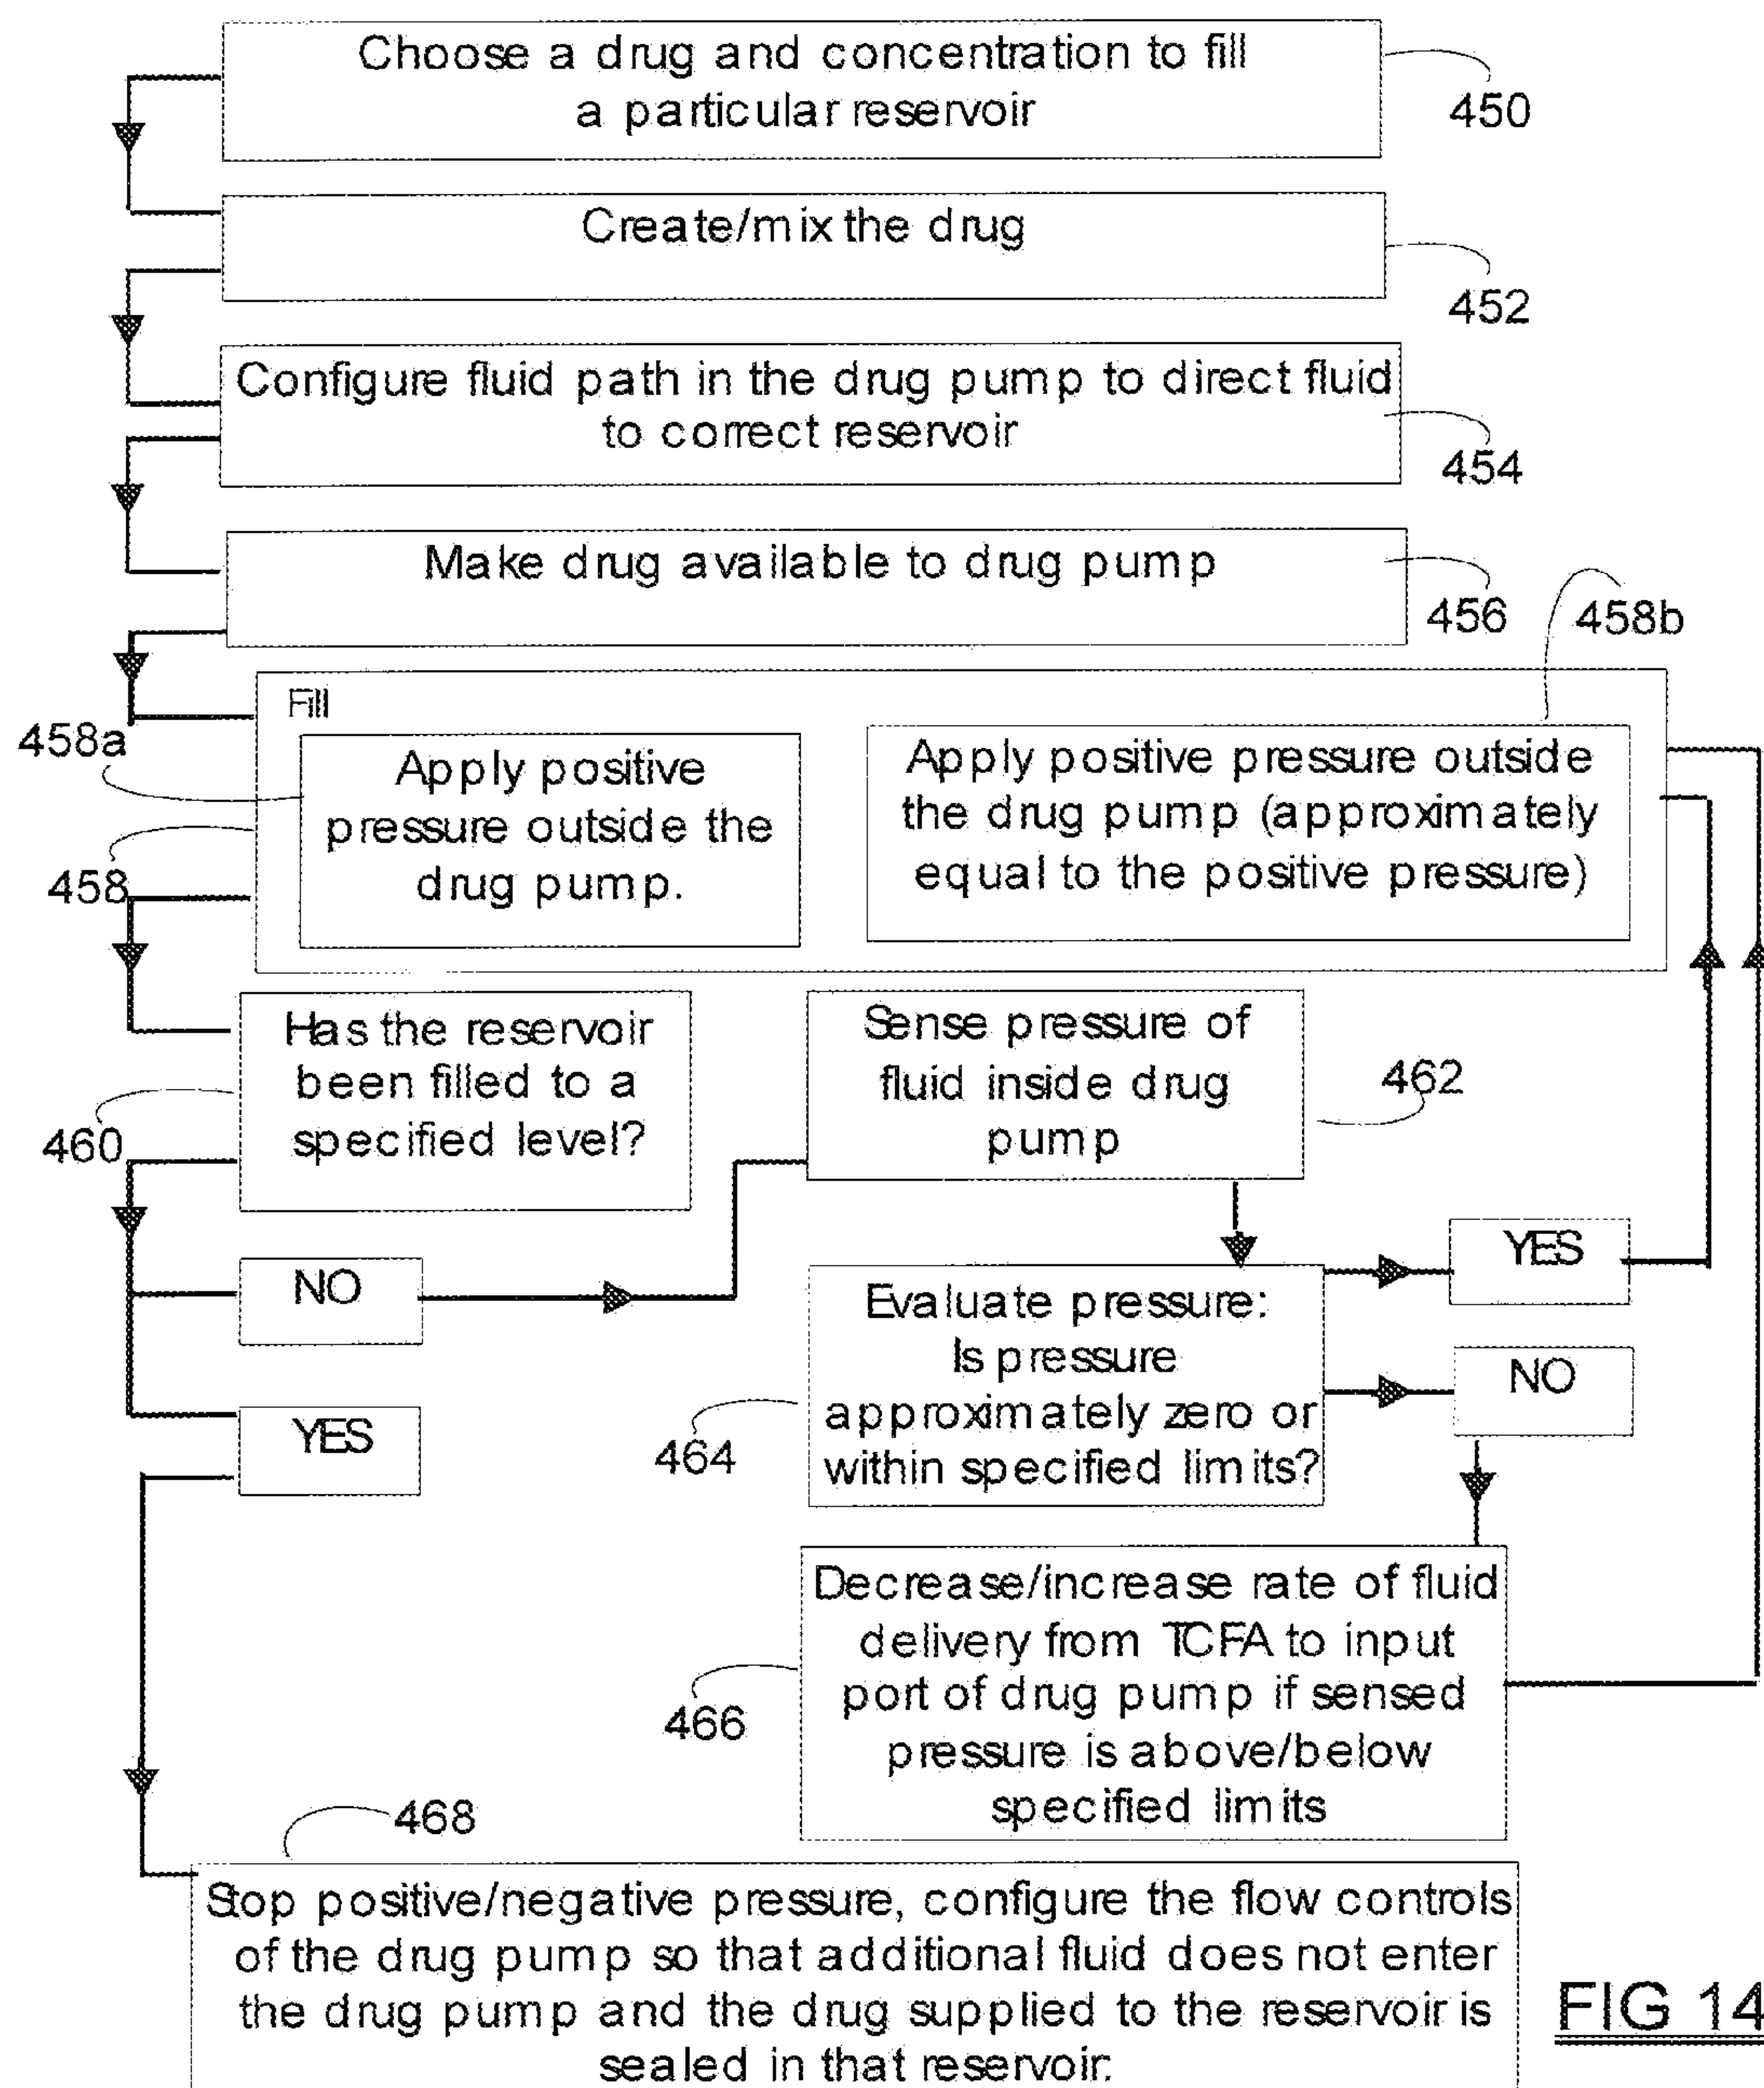 Choose a drug and concentration to fill
a particular reservoir
450
Create/mix the drug
452
Configure fluid path in the drug pump to direct fluid
to correct reservoir
454
Make drug available to drug pump
456
458b
Fill
458a
Apply positive
pressure outside the
drug pump.
Apply positive pressure outside
the drug pump (approximately
equal to the positive pressure)
458
Has the reservoir
been filled to a
specified level?
460
Sense pressure of
fluid inside drug
pump
462
NO
YES
Evaluate pressure:
Is pressure
approximately zero or
within specified limits?
464
YES
NO
Decrease/increase rate of fluid
delivery from TCFA to input
port of drug pump if sensed
pressure is above/below
specified limits
466
468
Stop positive/negative pressure, configure the flow controls
of the drug pump so that additional fluid does not enter
the drug pump and the drug supplied to the reservoir is
sealed in that reservoir.
FIG 14